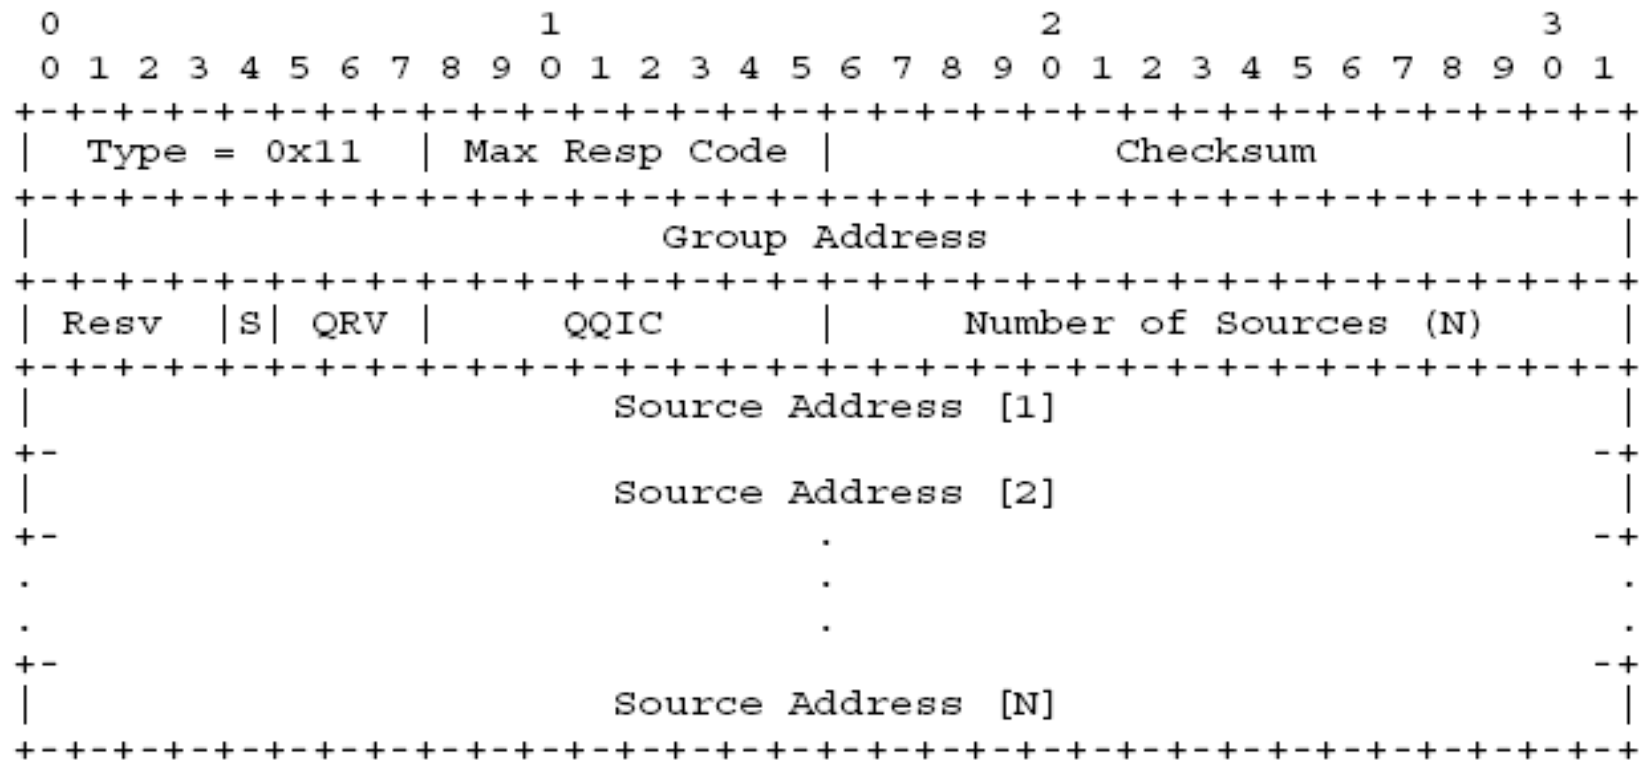 0                   1                   2                   3
0 1 2 3 4 5 6 7 8 9 0 1 2 3 4 5 6 7 8 9 0 1 2 3 4 5 6 7 8 9 0 1
+-+-+-+-+-+-+-+-+-+-+-+-+-+-+-+-+-+-+-+-+-+-+-+-+-+-+-+-+-+-+-+-+
|  Type = 0x11  | Max Resp Code |           Checksum            |
+-+-+-+-+-+-+-+-+-+-+-+-+-+-+-+-+-+-+-+-+-+-+-+-+-+-+-+-+-+-+-+-+
|                         Group Address                         |
+-+-+-+-+-+-+-+-+-+-+-+-+-+-+-+-+-+-+-+-+-+-+-+-+-+-+-+-+-+-+-+-+
| Resv  |S| QRV |     QQIC      |     Number of Sources (N)     |
+-+-+-+-+-+-+-+-+-+-+-+-+-+-+-+-+-+-+-+-+-+-+-+-+-+-+-+-+-+-+-+-+
|                       Source Address [1]                      |
+-                                                             -+
|                       Source Address [2]                      |
+-                              .                              -+
.                               .                               .
.                               .                               .
+-                                                             -+
|                       Source Address [N]                      |
+-+-+-+-+-+-+-+-+-+-+-+-+-+-+-+-+-+-+-+-+-+-+-+-+-+-+-+-+-+-+-+-+